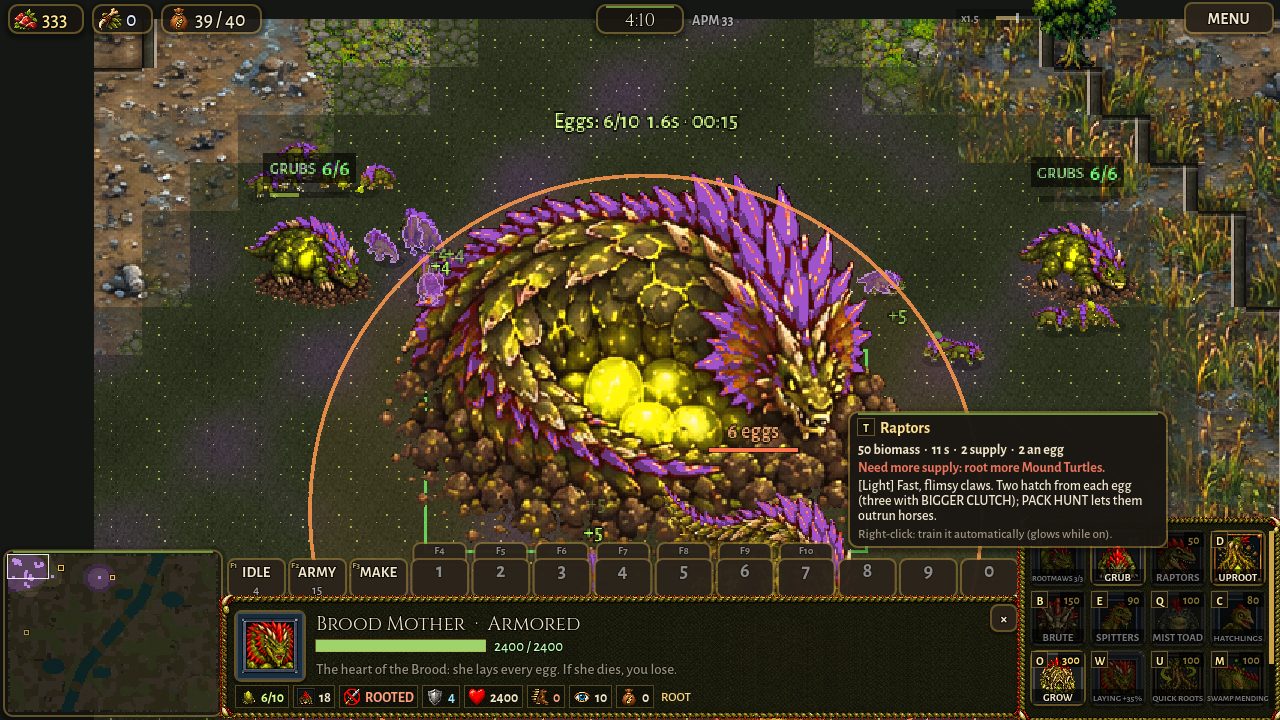 333
0
39 / 40
4:10
APM 33
X1.5
MENU
Eggs: 6/10 1.6s · 00:15
GRUBS 6/6
GRUBS 6/6
+4
+5
6 eggs
+5
T Raptors
50 biomass · 11 s · 2 supply · 2 an egg
Need more supply: root more Mound Turtles.
[Light] Fast, flimsy claws. Two hatch from each egg
(three with BIGGER CLUTCH); PACK HUNT lets them
outrun horses.
Right-click: train it automatically (glows while on).
F1 IDLE 4
F2 ARMY 15
MAKE
F4 F5 F6 F7 F8 F9 F10
1 2 3 4 5 6 7 8 9 0
BROOD MOTHER · ARMORED
2400 / 2400
The heart of the Brood: she lays every egg. If she dies, you lose.
6/10 18 ROOTED 4 2400 0 10 0 ROOT
×
ROOTMAWS 3/3
GRUB
50 RAPTORS
D UPROOT
B 150 BRUTE
E 90 SPITTERS
Q 100 MIST TOAD
C 80 HATCHLINGS
O 300 GROW
W LAYING +35%
U 100 QUICK ROOTS
M 100 SWAMP MENDING